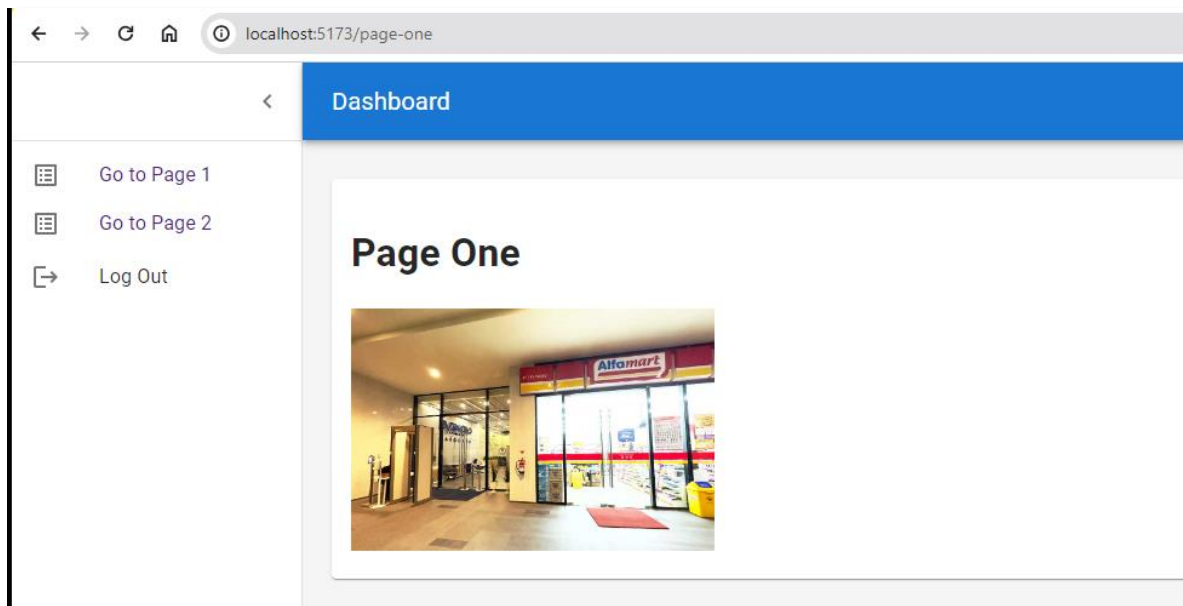 localhost:5173/page-one
Dashboard
Go to Page 1
Go to Page 2
Log Out
Page One
Alfamart